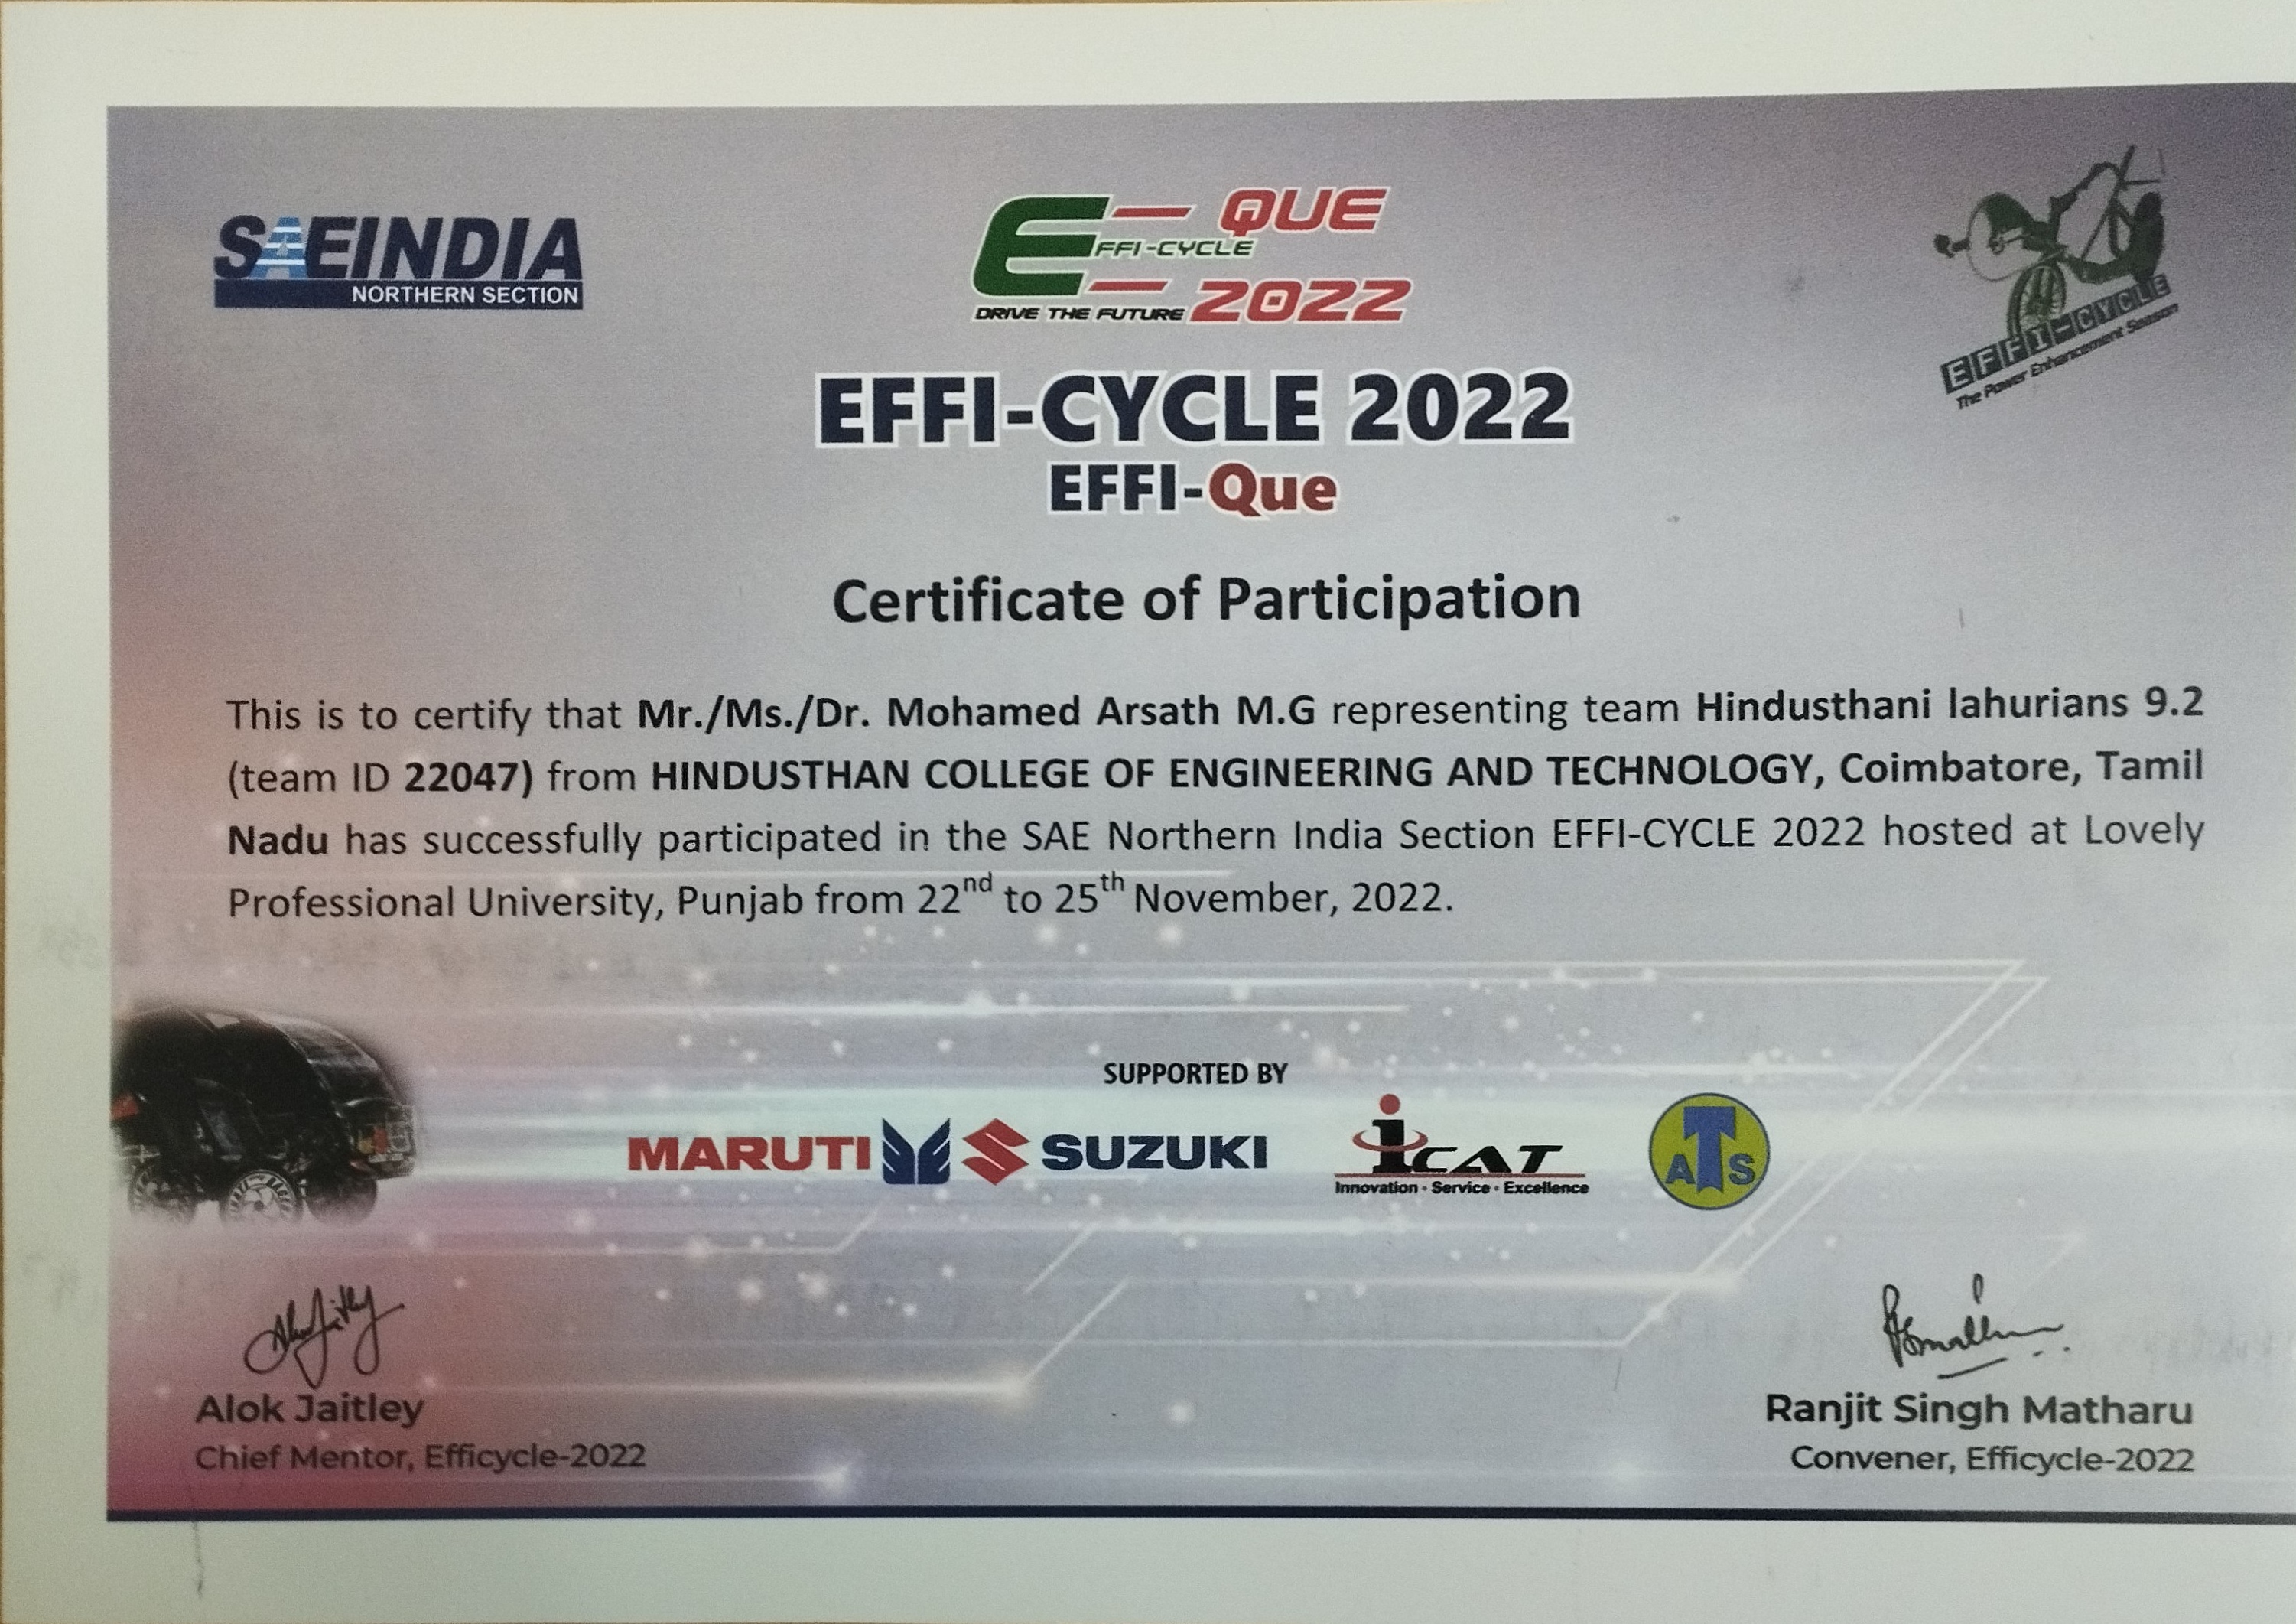 SAEINDIA
NORTHERN SECTION
E- QUE
FFI-CYCLE
DRIVE THE FUTURE 2022
EFFI-CYCLE
The Power Enhancement Season
EFFI-CYCLE 2022
EFFI-Que
Certificate of Participation
This is to certify that Mr./Ms./Dr. Mohamed Arsath M.G representing team Hindusthani lahurians 9.2
(team ID 22047) from HINDUSTHAN COLLEGE OF ENGINEERING AND TECHNOLOGY, Coimbatore, Tamil
Nadu has successfully participated in the SAE Northern India Section EFFI-CYCLE 2022 hosted at Lovely
Professional University, Punjab from 22nd to 25th November, 2022.
SUPPORTED BY
MARUTI SUZUKI
iCAT
Innovation · Service · Excellence
ATS
Alok Jaitley
Chief Mentor, Efficycle-2022
Ranjit Singh Matharu
Convener, Efficycle-2022